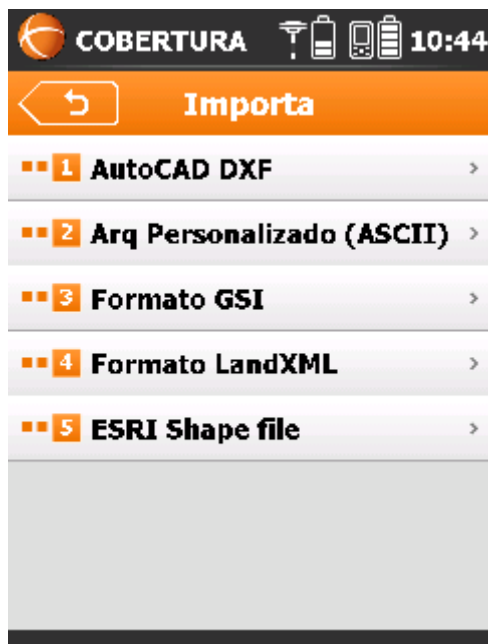 COBERTURA 10:44
Importa
1 AutoCAD DXF
2 Arq Personalizado (ASCII)
3 Formato GSI
4 Formato LandXML
5 ESRI Shape file